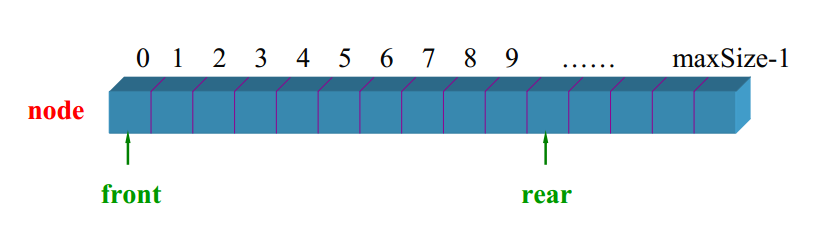 0 1 2 3 4 5 6 7 8 9 …… maxSize-1
node
front rear